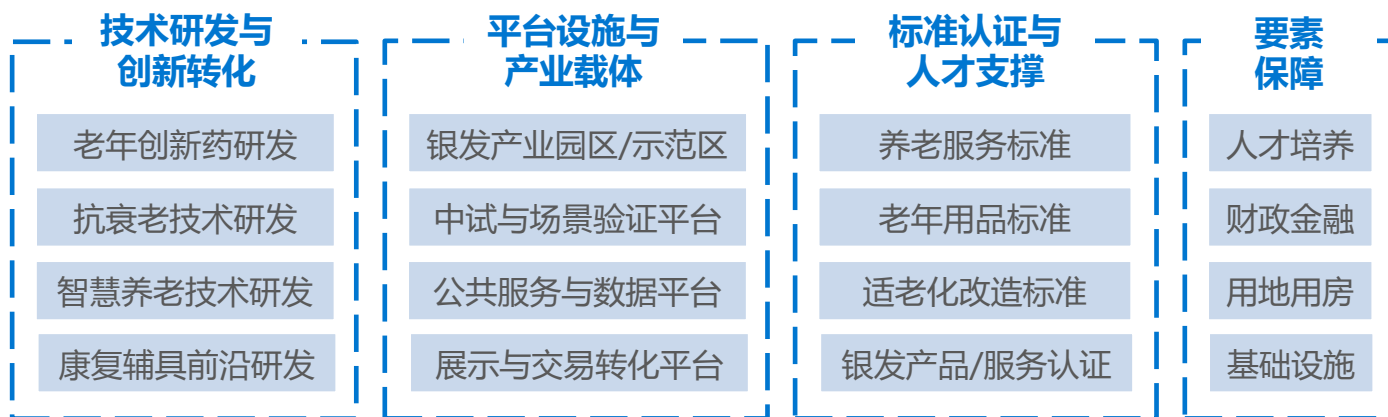 技术研发与
创新转化
老年创新药研发
抗衰老技术研发
智慧养老技术研发
康复辅具前沿研发
平台设施与
产业载体
银发产业园区/示范区
中试与场景验证平台
公共服务与数据平台
展示与交易转化平台
标准认证与
人才支撑
养老服务标准
老年用品标准
适老化改造标准
银发产品/服务认证
要素
保障
人才培养
财政金融
用地用房
基础设施